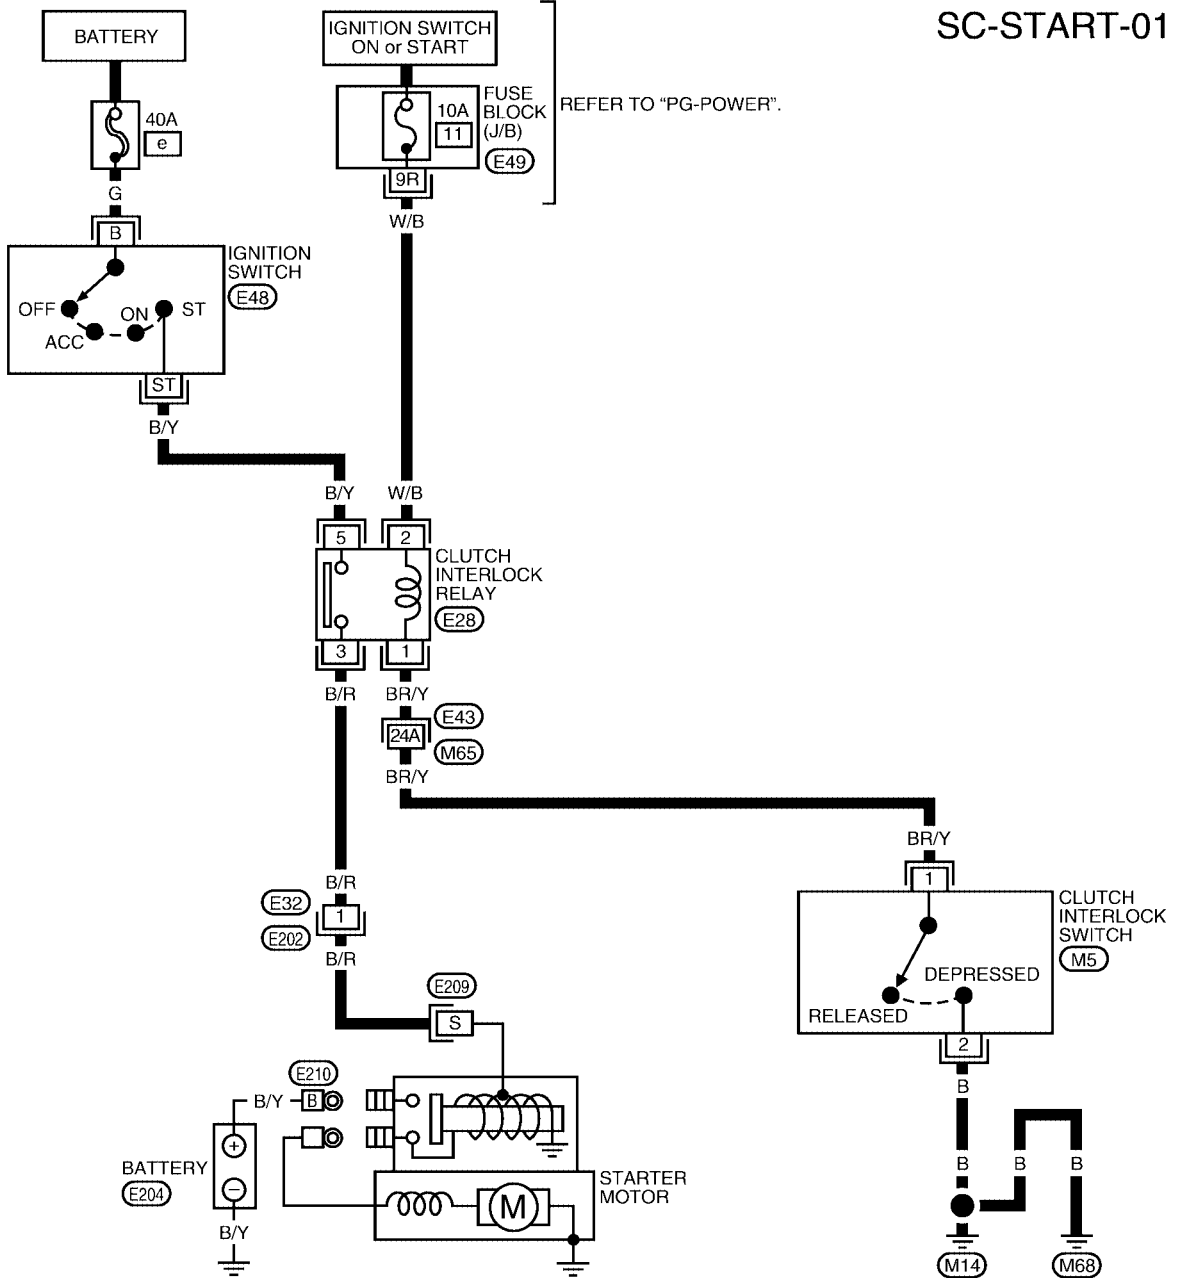 SC-START-01
BATTERY
IGNITION SWITCH
ON or START
40A
e
10A
11
FUSE
BLOCK
(J/B)
E49
REFER TO “PG-POWER”.
9R
G
W/B
B
IGNITION
SWITCH
E48
OFF
ACC
ON
ST
ST
B/Y
B/Y
W/B
5
2
CLUTCH
INTERLOCK
RELAY
E28
3
1
B/R
BR/Y
E43
24A
M65
BR/Y
BR/Y
B/R
E32
1
E202
B/R
1
CLUTCH
INTERLOCK
SWITCH
M5
DEPRESSED
RELEASED
2
E209
S
B
E210
B/Y
B
+
−
BATTERY
E204
B/Y
STARTER
MOTOR
M
B
B
B
M14
M68